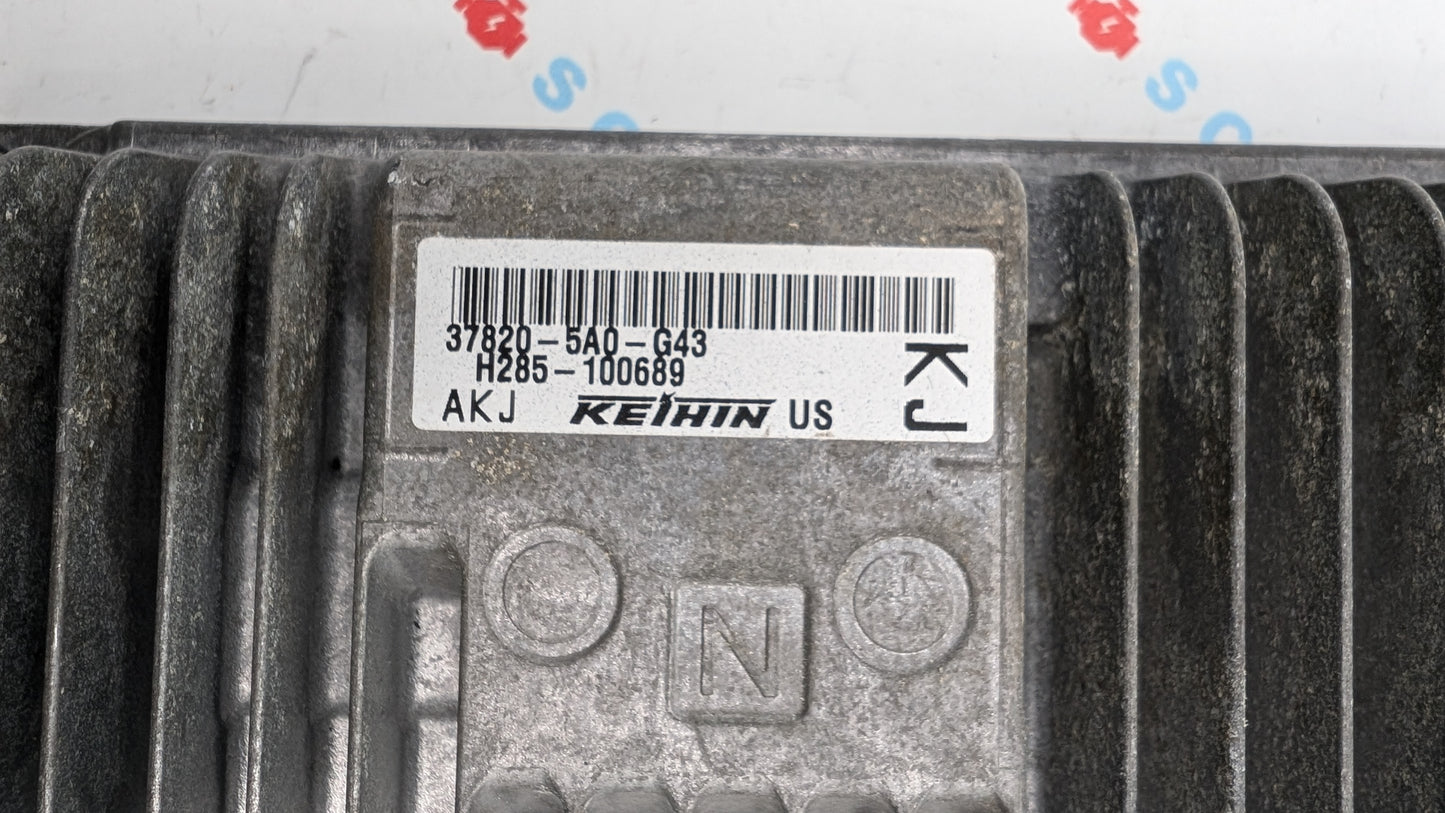 S
S
37820-5A0-G43
H285-100689
AKJ KEIHIN US
KJ
N